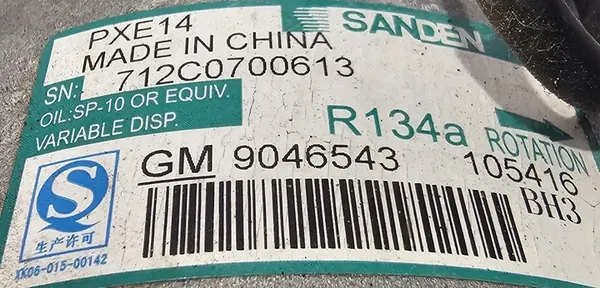 PXE14
SANDEN
MADE IN CHINA
SN: 712C0700613
OIL:SP-10 OR EQUIV.
VARIABLE DISP.
R134a ROTATION
GM 9046543 105416
BH3
生产许可
XK06-015-00142